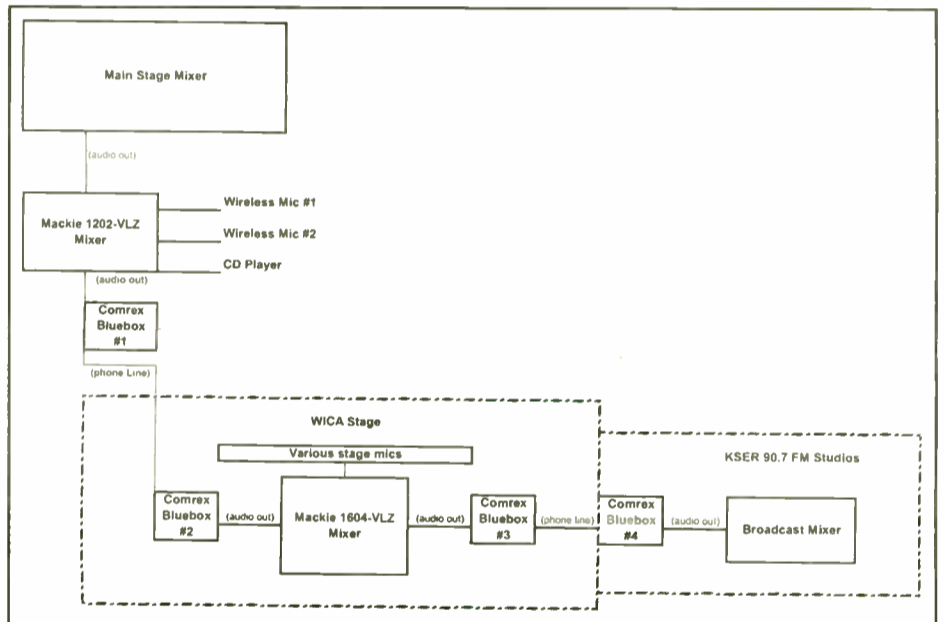 Main Stage Mixer
(audio out)
Mackie 1202-VLZ
Mixer
Wireless Mic #1
Wireless Mic #2
CD Player
(audio out)
Comrex
Bluebox
#1
(phone Line)
WICA Stage
Various stage mics
KSER 90.7 FM Studios
Comrex
Bluebox
#2
(audio out)
Mackie 1604-VLZ
Mixer
(audio out)
Comrex
Bluebox
#3
(phone line)
Comrex
Bluebox
#4
(audio out)
Broadcast Mixer